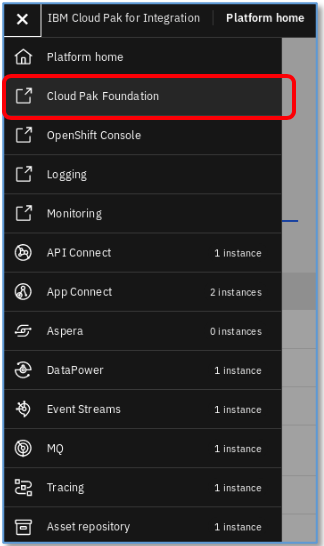 IBM Cloud Pak for Integration | Platform home
Platform home
Cloud Pak Foundation
OpenShift Console
Logging
Monitoring
API Connect 1 instance
App Connect 2 instances
Aspera 0 instances
DataPower 1 instance
Event Streams 1 instance
MQ 1 instance
Tracing 1 instance
Asset repository 1 instance